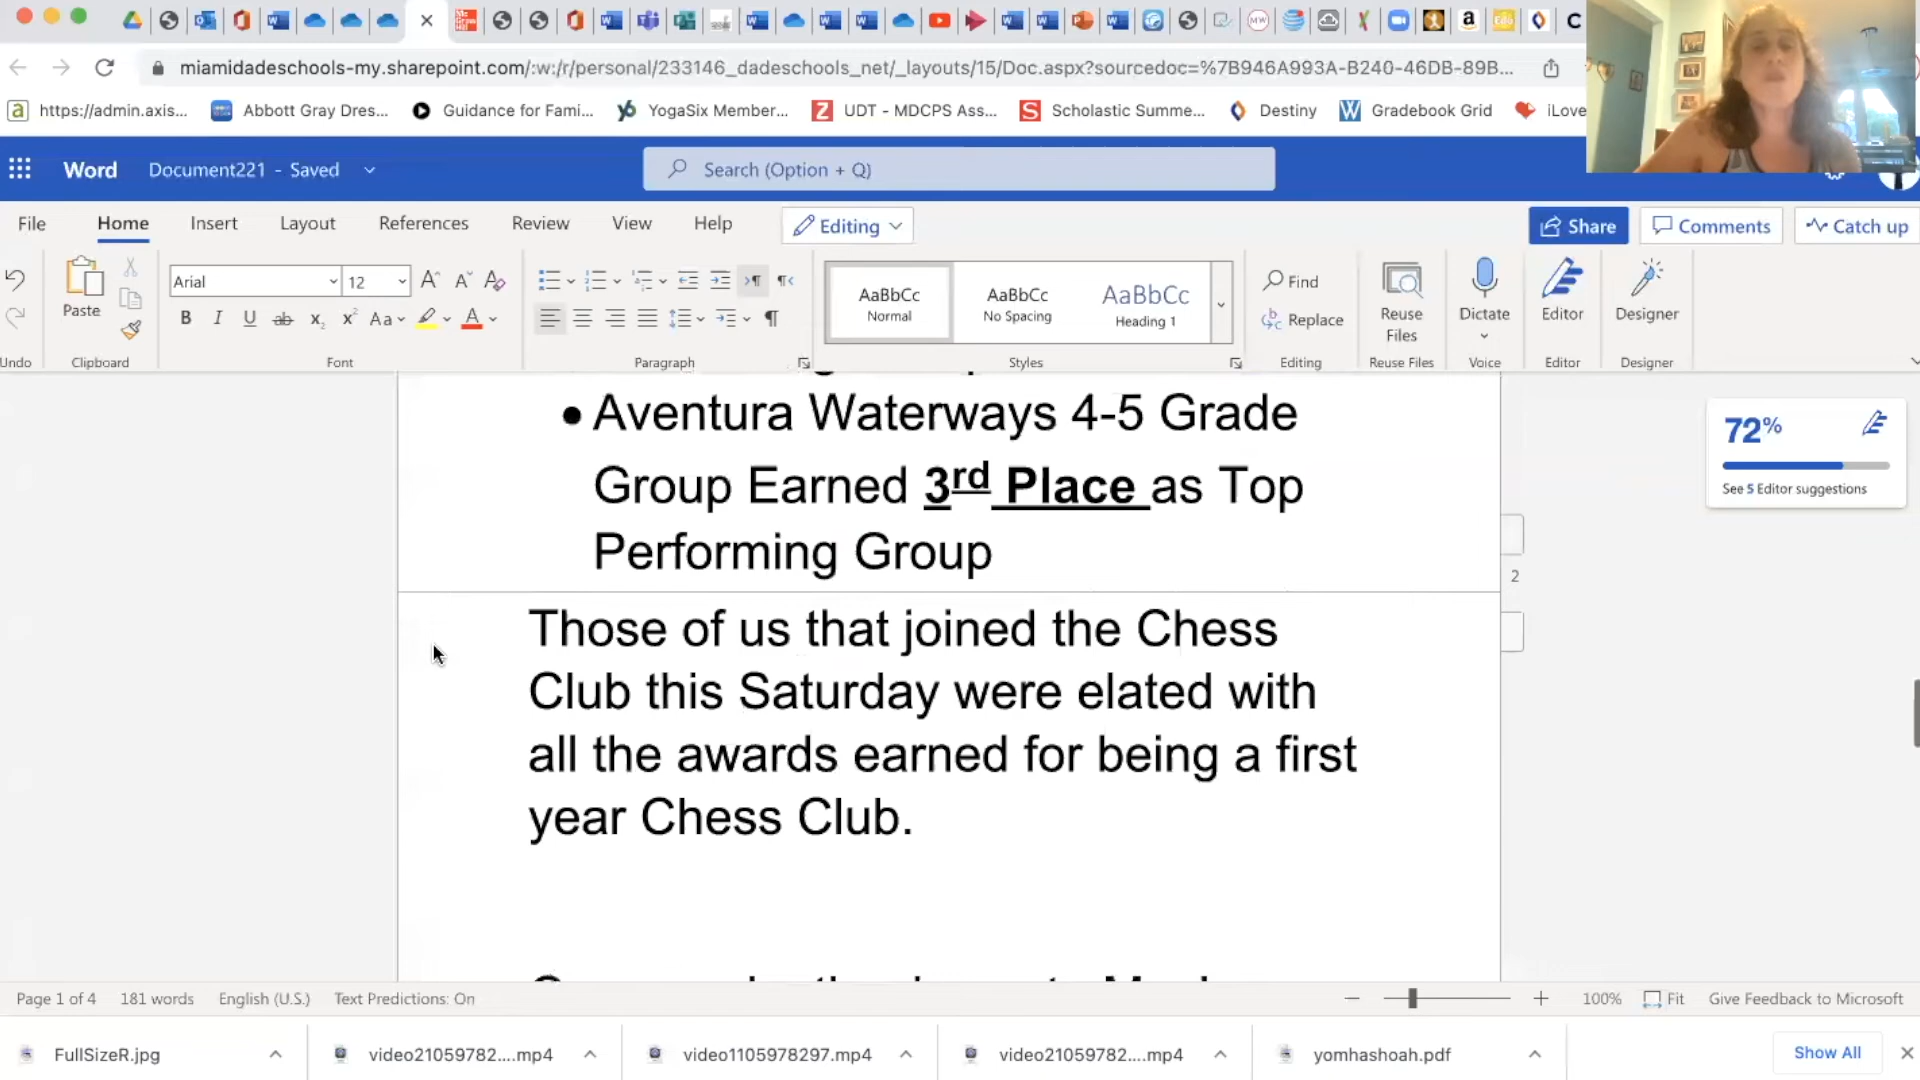 miamidadeschools-my.sharepoint.com/:w:/r/personal/233146_dadeschools_net/_layouts/15/Doc.aspx?sourcedoc=%7B946A993A-B240-46DB-89B...
https://admin.axis... Abbott Gray Dres... Guidance for Fami... YogaSix Member... UDT - MDCPS Ass... Scholastic Summe... Destiny Gradebook Grid iLove
Word Document221 - Saved Search (Option + Q)
File Home Insert Layout References Review View Help Editing Share Comments Catch up
Arial 12 AaBbCc AaBbCc AaBbCc Find
Paste Normal No Spacing Heading 1 Replace Reuse Files Dictate Editor Designer
Undo Clipboard Font Paragraph Styles Editing Reuse Files Voice Editor Designer
• Aventura Waterways 4-5 Grade
Group Earned 3rd Place as Top
Performing Group
72%
See 5 Editor suggestions
2
Those of us that joined the Chess
Club this Saturday were elated with
all the awards earned for being a first
year Chess Club.
Page 1 of 4 181 words English (U.S.) Text Predictions: On 100% Fit Give Feedback to Microsoft
FullSizeR.jpg video21059782....mp4 video1105978297.mp4 video21059782....mp4 yomhashoah.pdf Show All